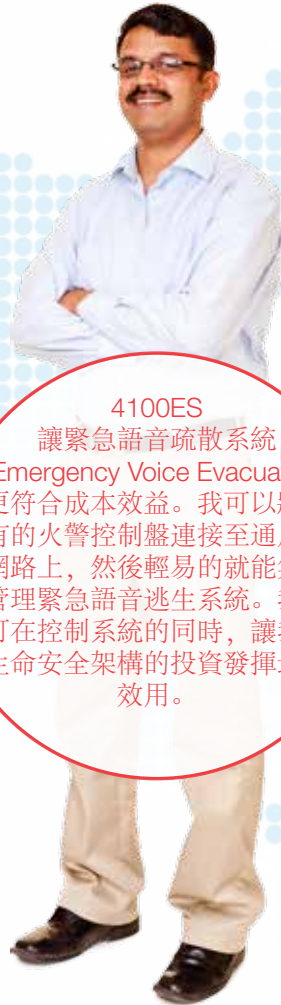 4100ES
讓緊急語音疏散系統
Emergency Voice Evacua
更符合成本效益。我可以
有的火警控制盤連接至通
網路上，然後輕易的就能
管理緊急語音逃生系統。
可在控制系統的同時，讓
生命安全架構的投資發揮
效用。